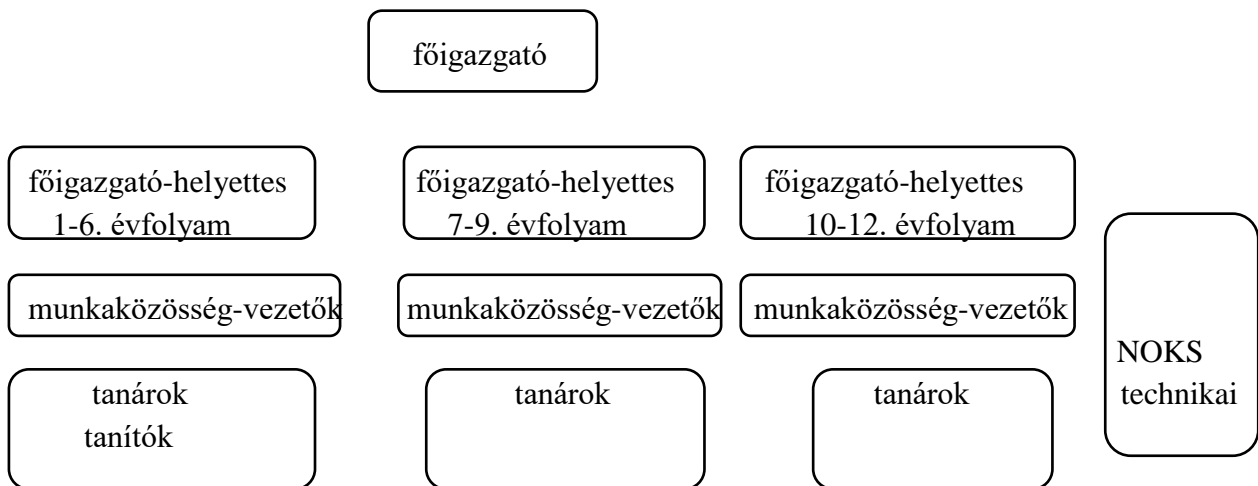 főigazgató
főigazgató-helyettes
1-6. évfolyam
főigazgató-helyettes
7-9. évfolyam
főigazgató-helyettes
10-12. évfolyam
munkaközösség-vezetők
munkaközösség-vezetők
munkaközösség-vezetők
tanárok
tanítók
tanárok
tanárok
NOKS
technikai